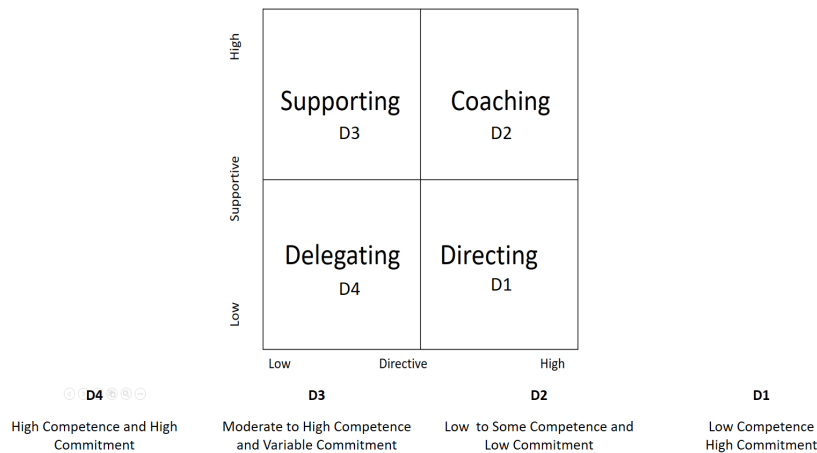 High
Supporting
D3
Coaching
D2
Supportive
Delegating
D4
Directing
D1
Low
Low
Directive
High
D4
D3
D2
D1
High Competence and High
Commitment
Moderate to High Competence
and Variable Commitment
Low to Some Competence and
Low Commitment
Low Competence
High Commitment